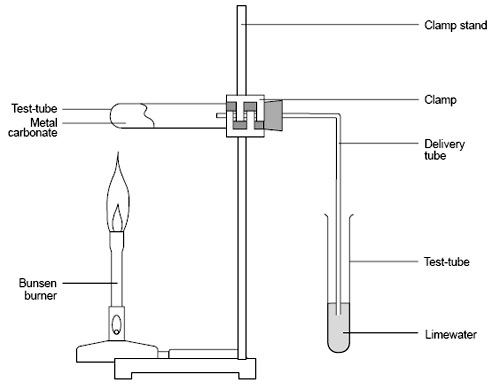 Clamp stand
Clamp
Test-tube
Metal
carbonate
Delivery
tube
Test-tube
Bunsen
burner
Limewater